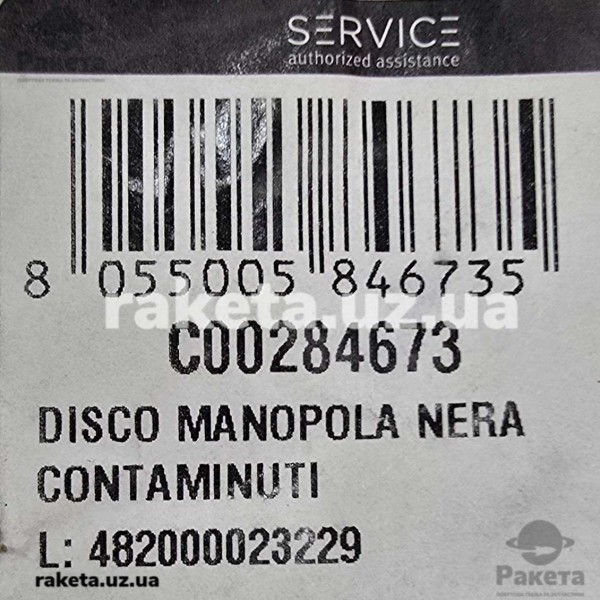 Ракета
SERVICE
authorized assistance
8 055005 846735
raketa.uz.ua
C00284673
DISCO MANOPOLA NERA
CONTAMINUTI
L: 482000023229
raketa.uz.ua
Ракета